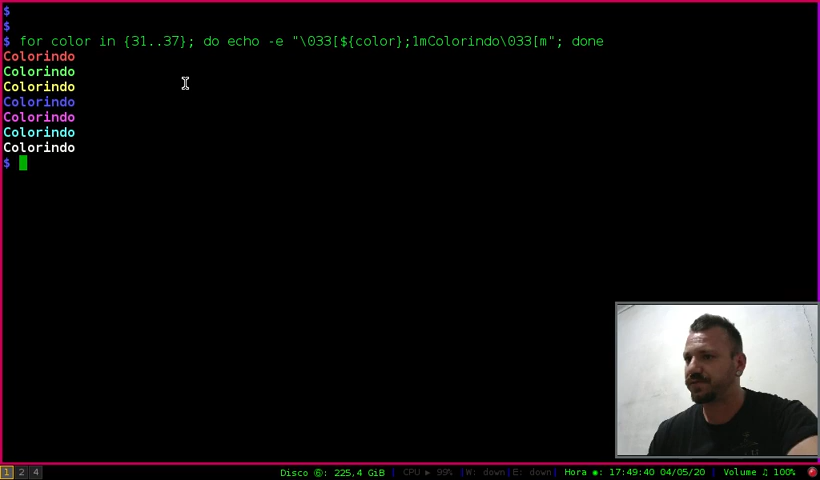 $
$
$ for color in {31..37}; do echo -e "\033[${color};1mColorindo\033[m"; done
Colorindo
Colorindo
Colorindo
Colorindo
Colorindo
Colorindo
Colorindo
$
1 2 4 Disco ⑥: 225,4 GiB | CPU ▶ 99% |W: down|E: down| Hora ◉: 17:49:40 04/05/20 | Volume ♫ 100%